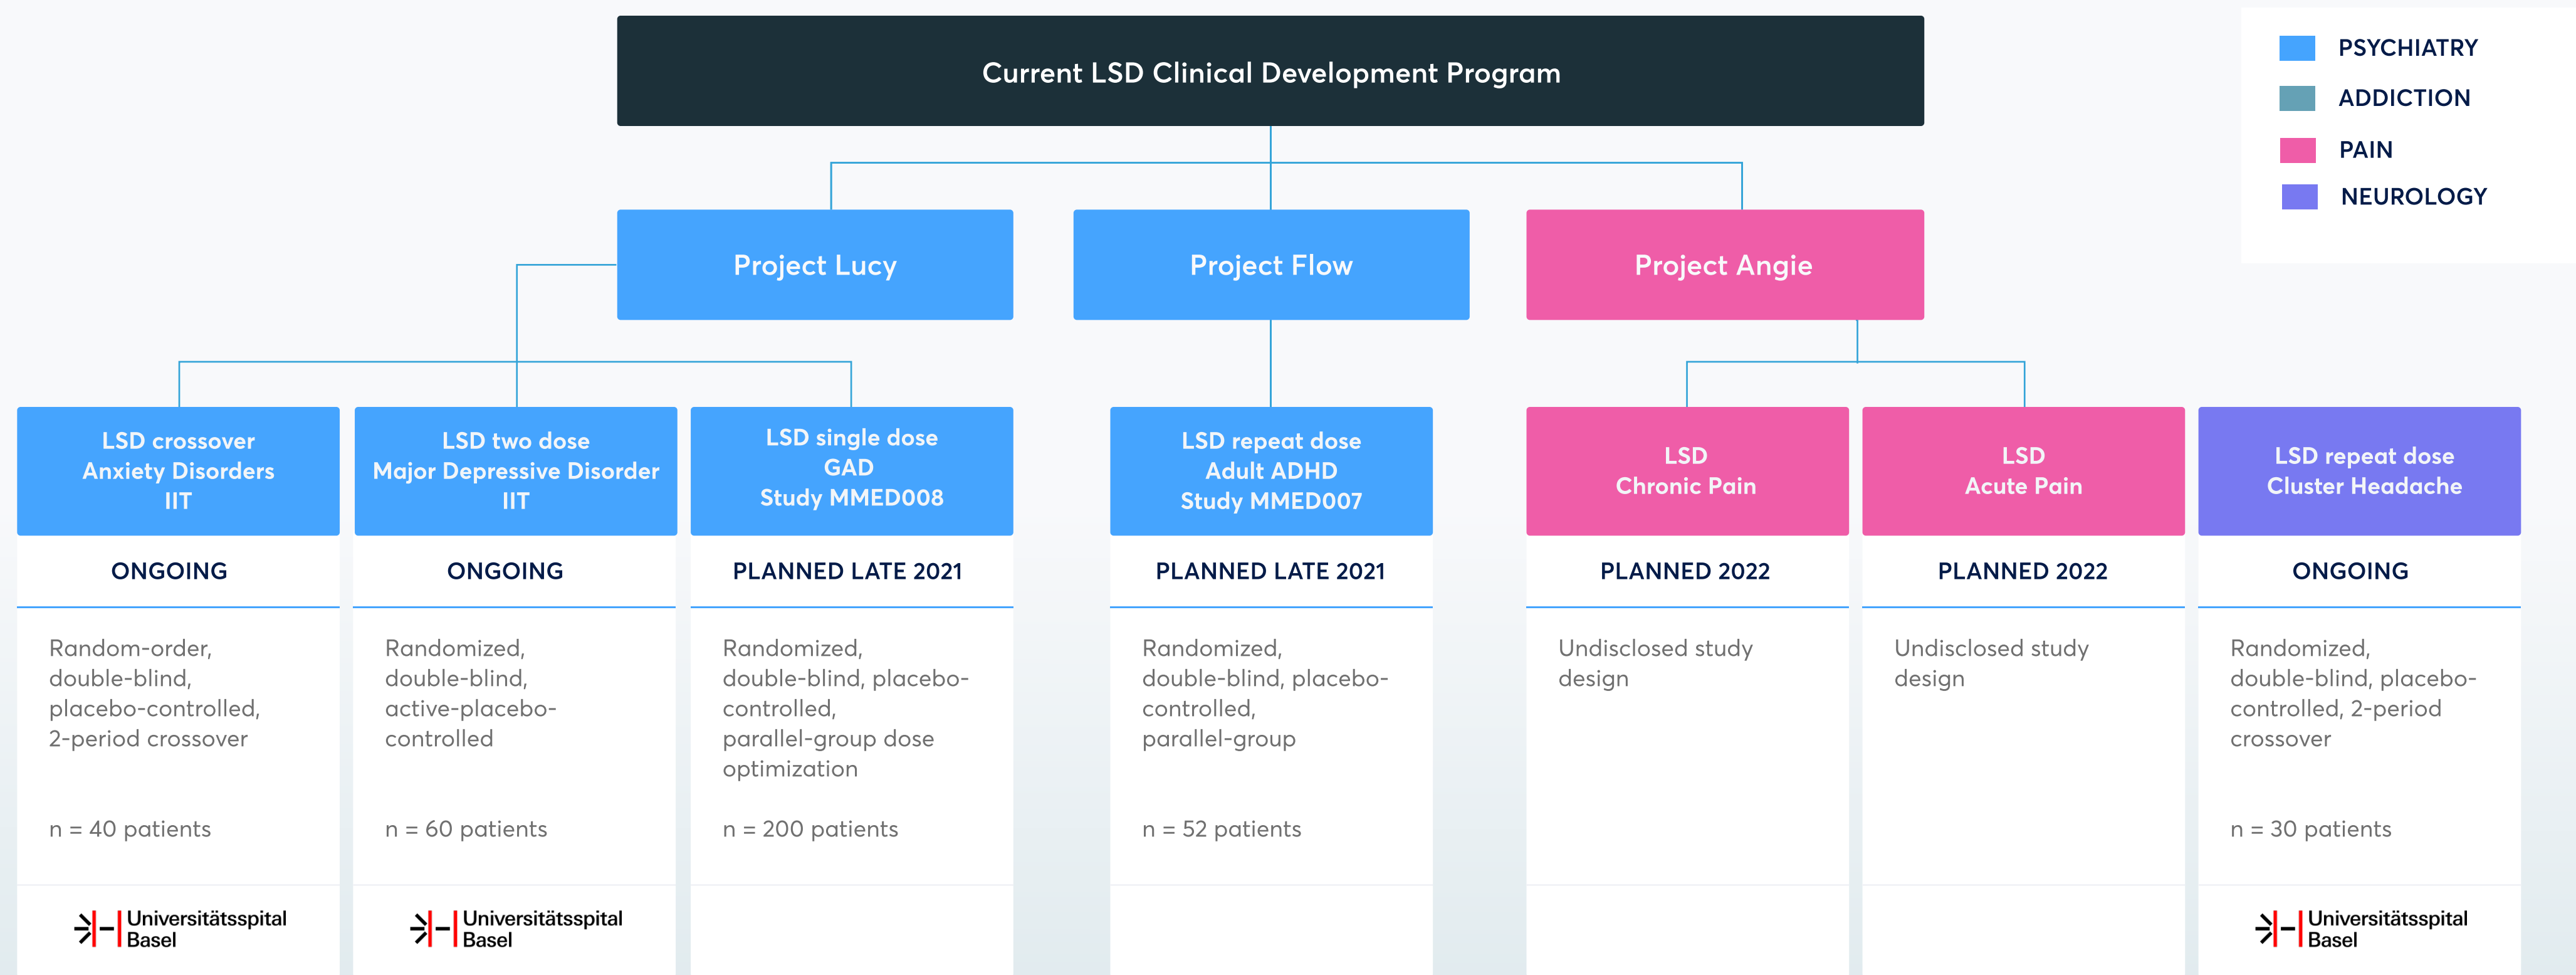 Current LSD Clinical Development Program
PSYCHIATRY
ADDICTION
PAIN
NEUROLOGY
Project Lucy
Project Flow
Project Angie
LSD crossover
Anxiety Disorders
IIT
ONGOING
Random-order,
double-blind,
placebo-controlled,
2-period crossover
n = 40 patients
Universitätsspital
Basel
LSD two dose
Major Depressive Disorder
IIT
ONGOING
Randomized,
double-blind,
active-placebo-
controlled
n = 60 patients
Universitätsspital
Basel
LSD single dose
GAD
Study MMED008
PLANNED LATE 2021
Randomized,
double-blind, placebo-
controlled,
parallel-group dose
optimization
n = 200 patients
LSD repeat dose
Adult ADHD
Study MMED007
PLANNED LATE 2021
Randomized,
double-blind, placebo-
controlled,
parallel-group
n = 52 patients
LSD
Chronic Pain
PLANNED 2022
Undisclosed study
design
LSD
Acute Pain
PLANNED 2022
Undisclosed study
design
LSD repeat dose
Cluster Headache
ONGOING
Randomized,
double-blind, placebo-
controlled, 2-period
crossover
n = 30 patients
Universitätsspital
Basel